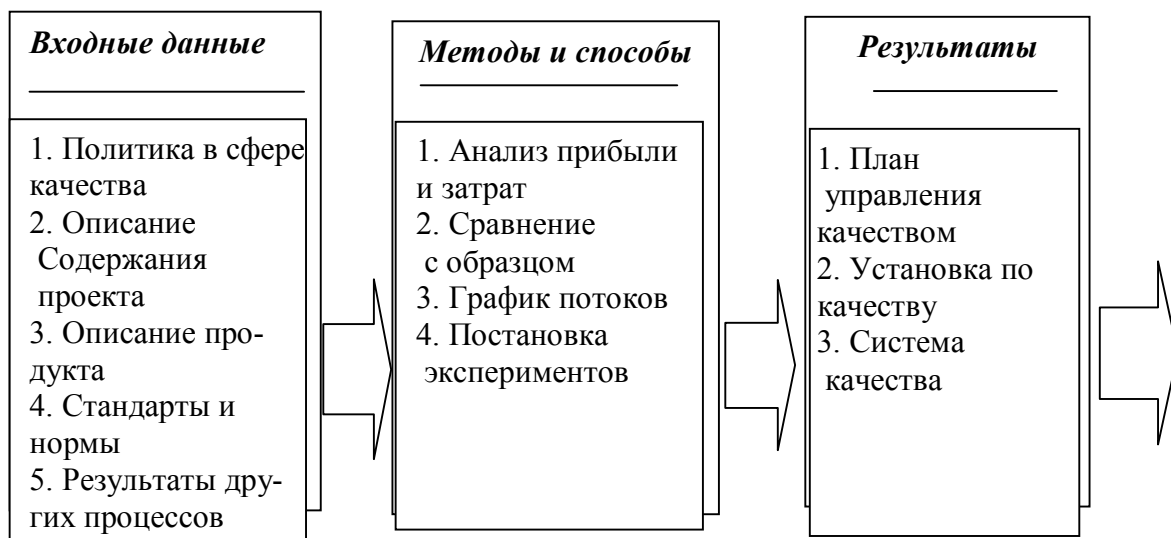 Входные данные
1. Политика в сфере
качества
2. Описание
Содержания
проекта
3. Описание про-
дукта
4. Стандарты и
нормы
5. Результаты дру-
гих процессов
Методы и способы
1. Анализ прибыли
и затрат
2. Сравнение
с образцом
3. График потоков
4. Постановка
экспериментов
Результаты
1. План
управления
качеством
2. Установка по
качеству
3. Система
качества